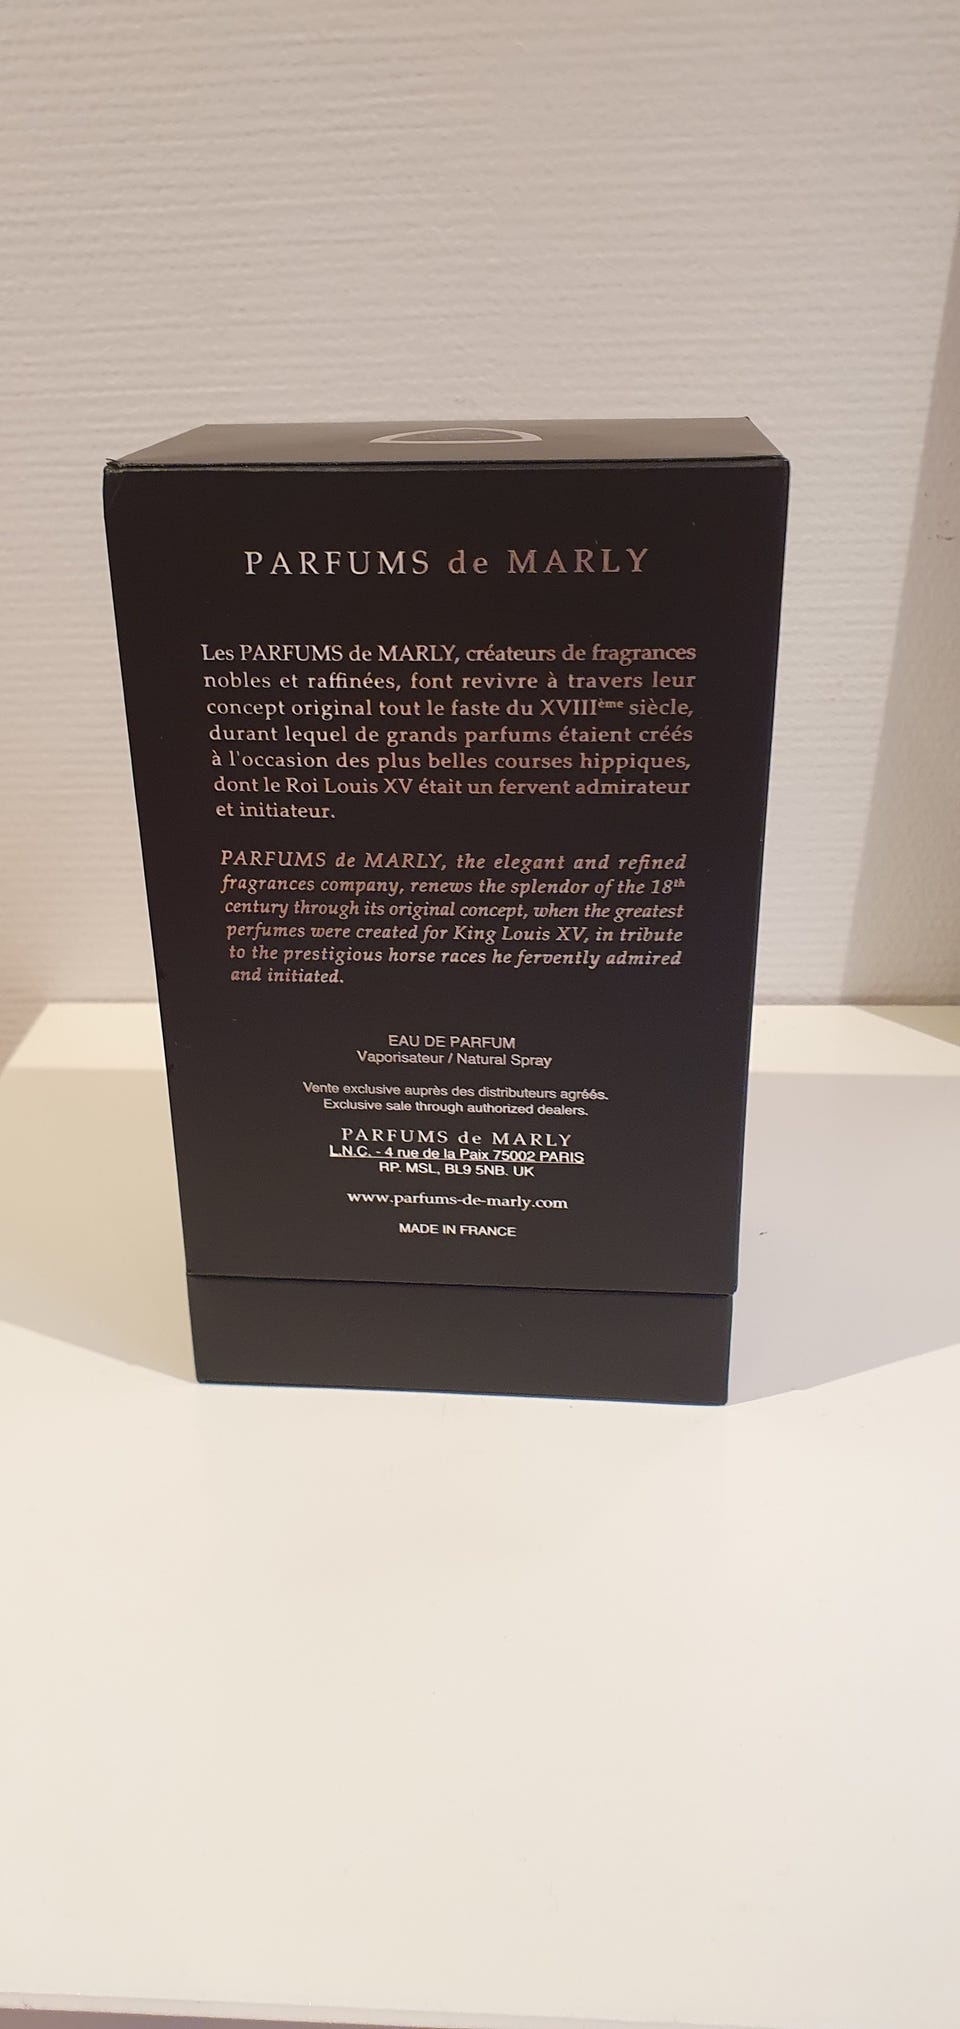 PARFUMS de MARLY
Les PARFUMS de MARLY, créateurs de fragrances
nobles et raffinées, font revivre à travers leur
concept original tout le faste du XVIIIème siècle,
durant lequel de grands parfums étaient créés
à l'occasion des plus belles courses hippiques,
dont le Roi Louis XV était un fervent admirateur
et initiateur.
PARFUMS de MARLY, the elegant and refined
fragrances company, renews the splendor of the 18th
century through its original concept, when the greatest
perfumes were created for King Louis XV, in tribute
to the prestigious horse races he fervently admired
and initiated.
EAU DE PARFUM
Vaporisateur / Natural Spray
Vente exclusive auprès des distributeurs agréés.
Exclusive sale through authorized dealers.
PARFUMS de MARLY
L.N.C. - 4 rue de la Paix 75002 PARIS
RP. MSL, BL9 5NB. UK
www.parfums-de-marly.com
MADE IN FRANCE